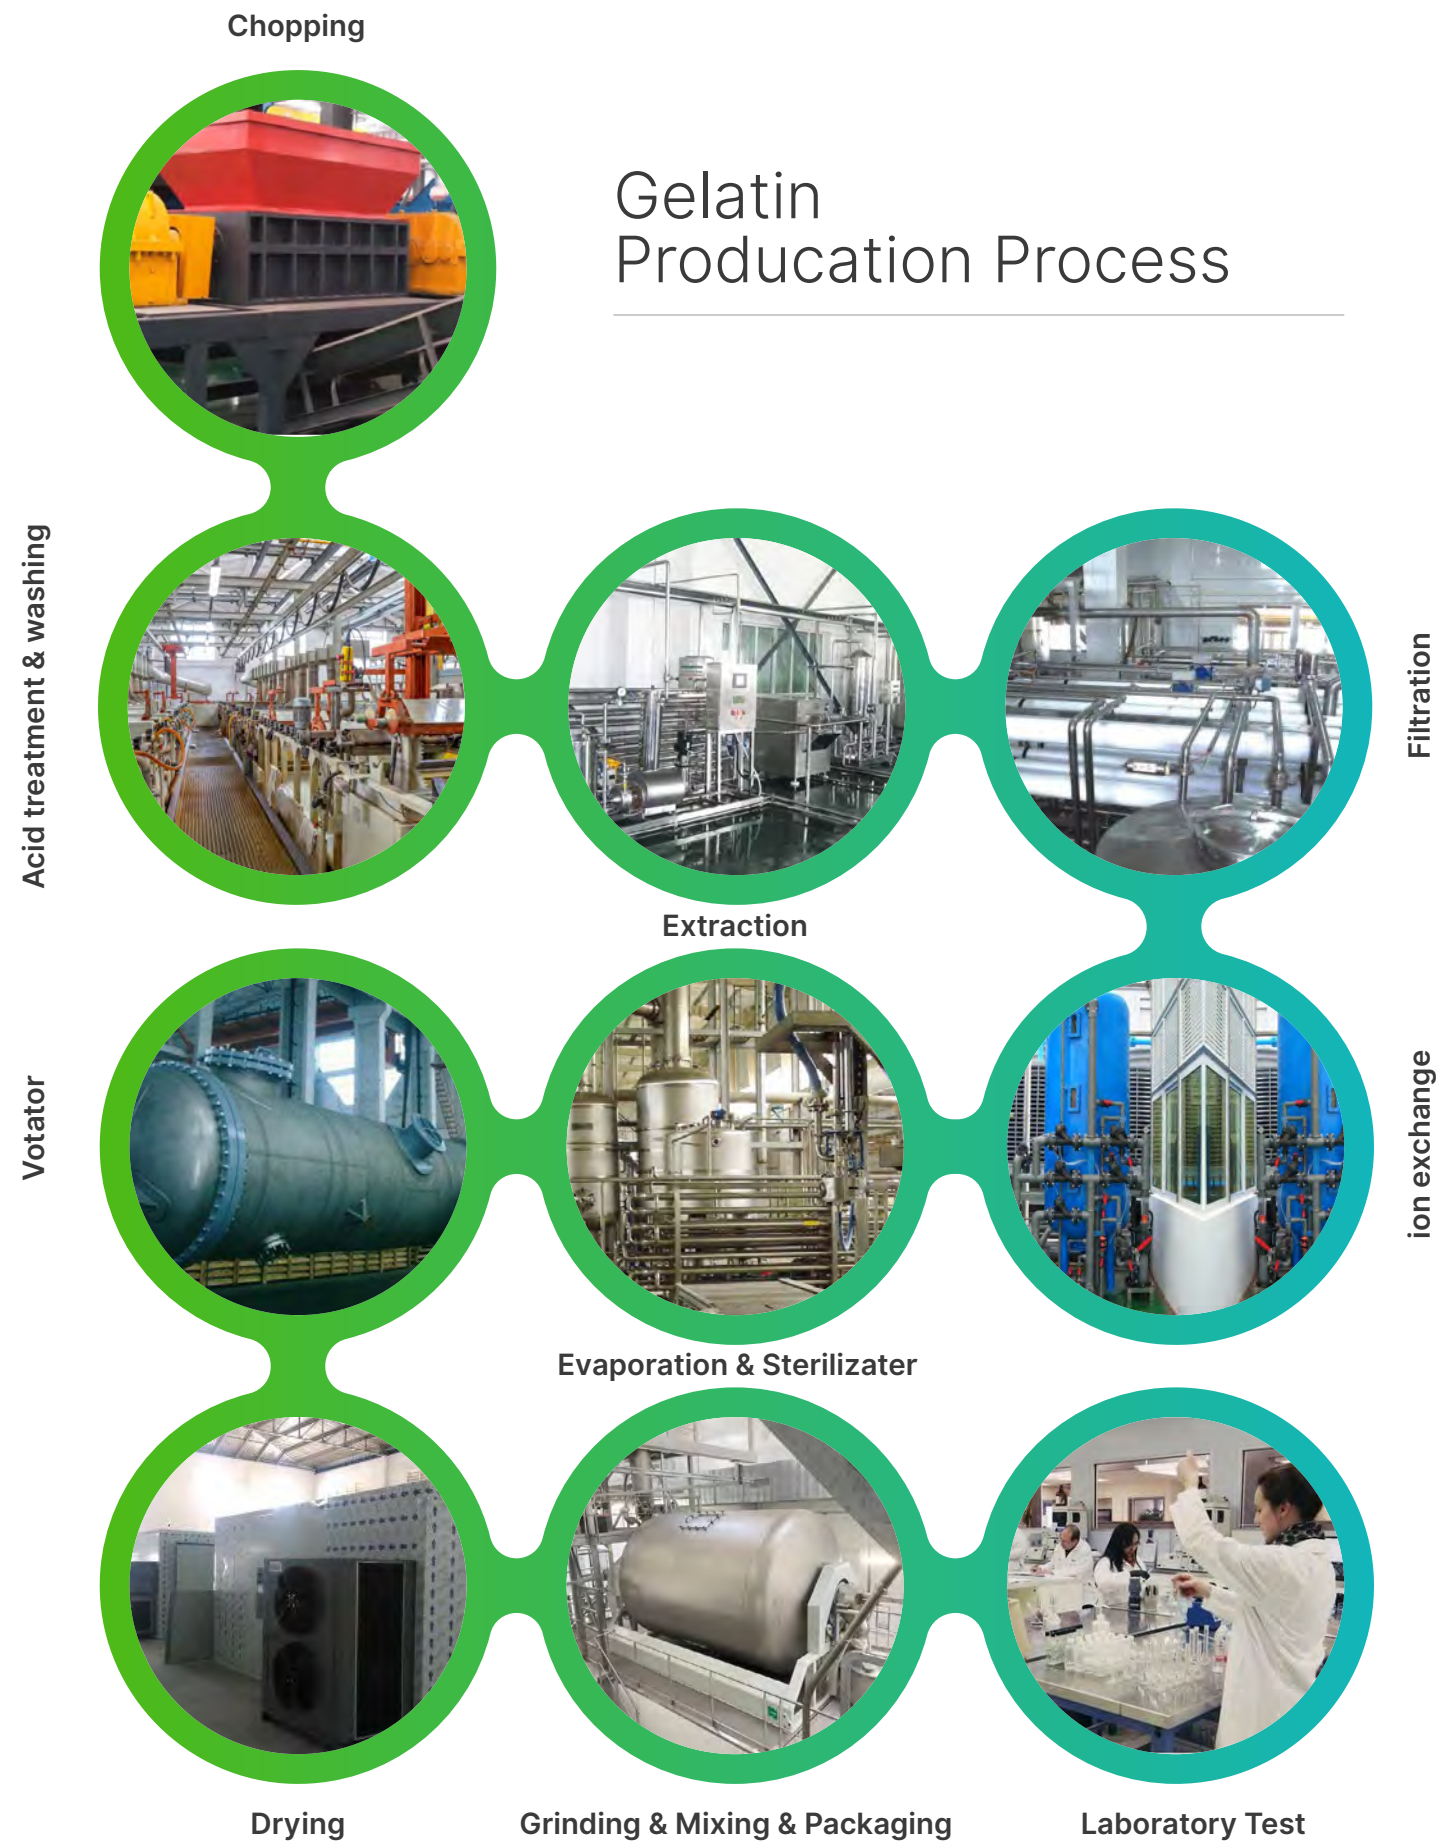 Chopping
Gelatin
Producation Process
Acid treatment & washing
Extraction
Filtration
ion exchange
Evaporation & Sterilizater
Votator
Drying
Grinding & Mixing & Packaging
Laboratory Test